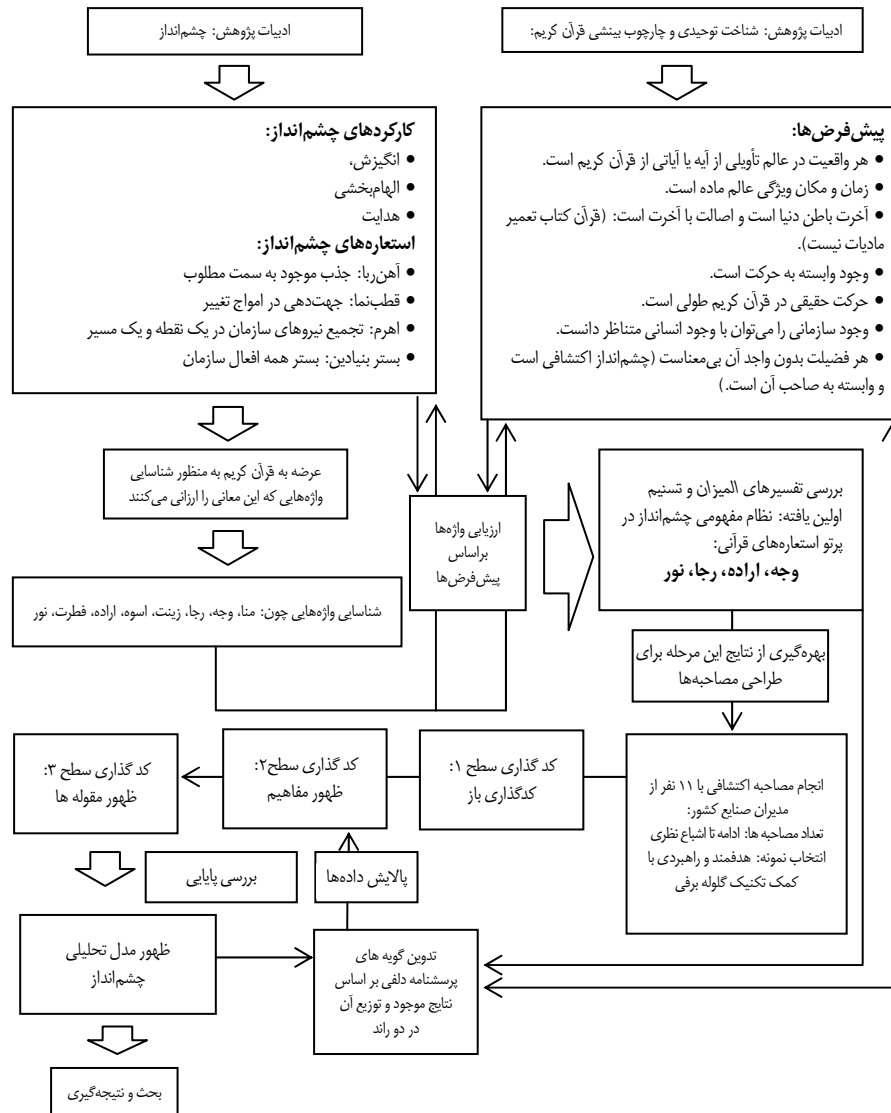 ادبیات پژوهش: شناخت توحیدی و چارچوب بینشی قرآن کریم:
ادبیات پژوهش: چشم‌انداز
پیش‌فرض‌ها:
● هر واقعیت در عالم تأویلی از آیه یا آیاتی از قرآن کریم است.
● زمان و مکان ویژگی عالم ماده است.
● آخرت باطن دنیا است و اصالت با آخرت است: (قرآن کتاب تعمیر
مادیات نیست).
● وجود وابسته به حرکت است.
● حرکت حقیقی در قرآن کریم طولی است.
● وجود سازمانی را می‌توان با وجود انسانی متناظر دانست.
● هر فضیلت بدون واجد آن بی‌معناست (چشم‌انداز اکتشافی است
و وابسته به صاحب آن است.)
کارکردهای چشم‌انداز:
● انگیزش،
● الهام‌بخشی
● هدایت
استعاره‌های چشم‌انداز:
● آهن‌ربا: جذب موجود به سمت مطلوب
● قطب‌نما: جهت‌دهی در امواج تغییر
● اهرم: تجمیع نیروهای سازمان در یک نقطه و یک مسیر
● بستر بنیادین: بستر همه افعال سازمان
عرضه به قرآن کریم به منظور شناسایی
واژه‌هایی که این معانی را ارزانی می‌کنند
شناسایی واژه‌هایی چون: منا، وجه، رجا، زینت، اسوه، اراده، فطرت، نور
ارزیابی واژه‌ها
براساس
پیش‌فرض‌ها
بررسی تفسیرهای المیزان و تسنیم
اولین یافته: نظام مفهومی چشم‌انداز در
پرتو استعاره‌های قرآنی:
وجه، اراده، رجا، نور
بهره‌گیری از نتایج این مرحله برای
طراحی مصاحبه‌ها
انجام مصاحبه اکتشافی با ۱۱ نفر از
مدیران صنایع کشور:
تعداد مصاحبه ها: ادامه تا اشباع نظری
انتخاب نمونه: هدفمند و راهبردی با
کمک تکنیک گلوله برفی
کد گذاری سطح ۱:
کدگذاری باز
کد گذاری سطح۲:
ظهور مفاهیم
کد گذاری سطح ۳:
ظهور مقوله ها
بررسی پایایی
پالایش داده‌ها
ظهور مدل تحلیلی
چشم‌انداز
تدوین گویه های
پرسشنامه دلفی بر اساس
نتایج موجود و توزیع آن
در دو راند
بحث و نتیجه‌گیری